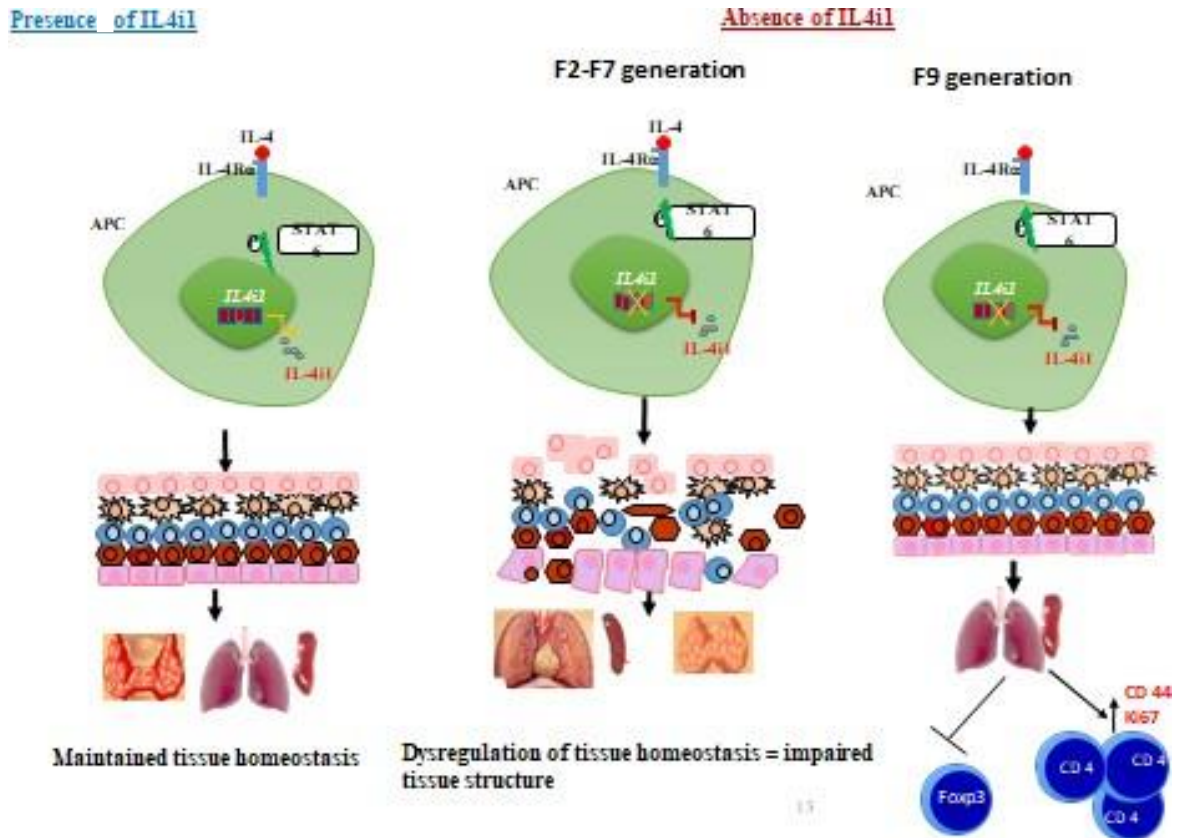 Presence of IL4i1
Absence of IL4i1
F2-F7 generation
F9 generation
IL-4
IL-4Rα
APC
STAT
6
IL4i1
IL-4i1
IL-4
IL-4Rα
APC
STAT
6
IL4i1
IL-4i1
IL-4Rα
APC
STAT
6
IL4i1
IL-4i1
Maintained tissue homeostasis
Dysregulation of tissue homeostasis = impaired
tissue structure
CD 44
Ki67
Foxp3
CD 4
CD 4
CD 4